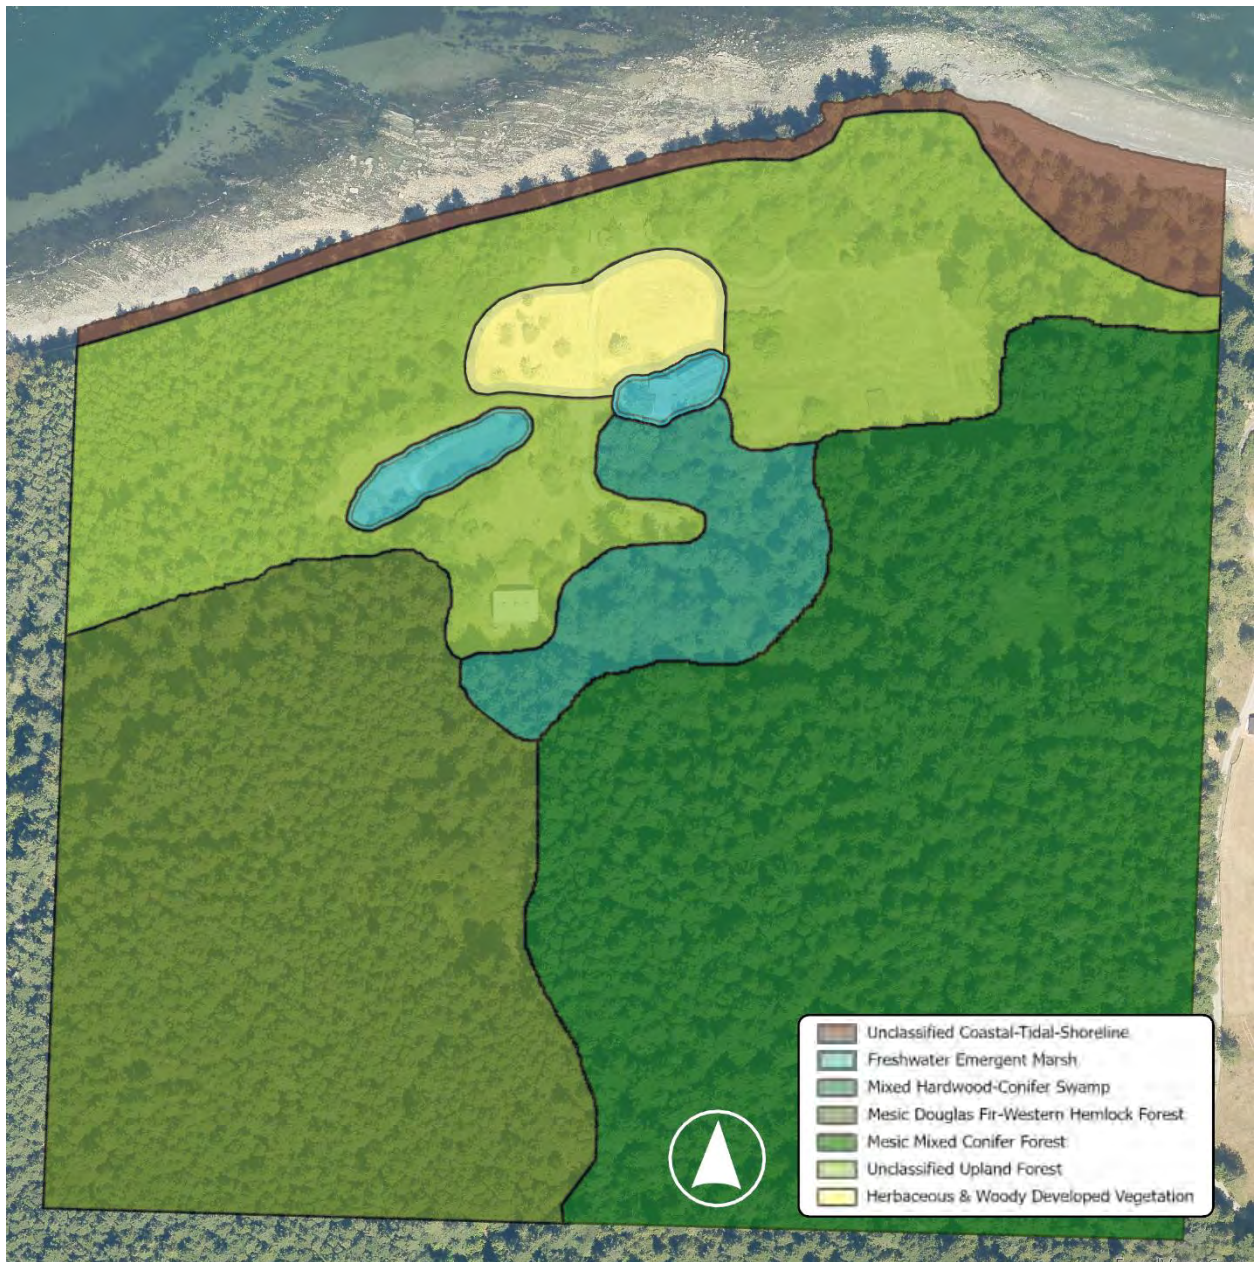 Unclassified Coastal-Tidal-Shoreline
Freshwater Emergent Marsh
Mixed Hardwood-Conifer Swamp
Mesic Douglas Fir-Western Hemlock Forest
Mesic Mixed Conifer Forest
Unclassified Upland Forest
Herbaceous & Woody Developed Vegetation